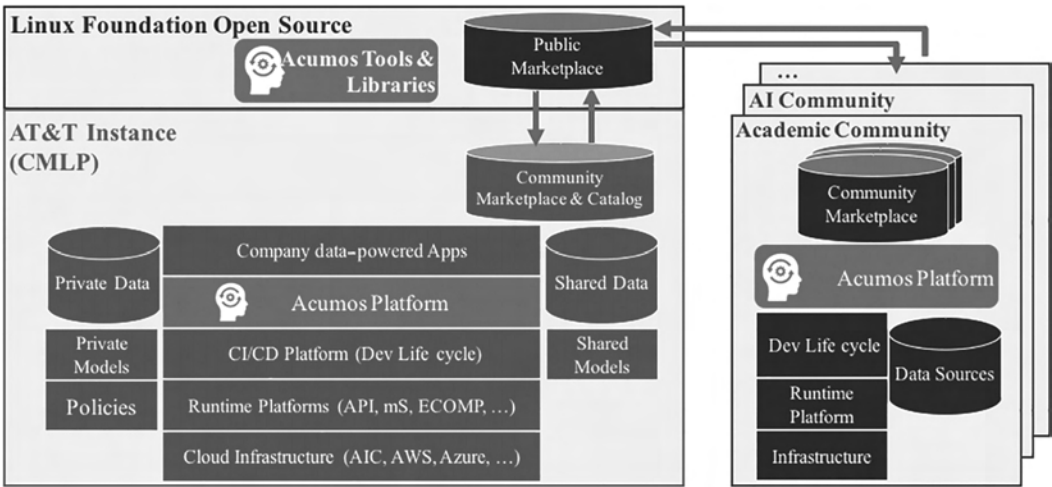 Linux Foundation Open Source
Acumos Tools &
Libraries
Public
Marketplace
AT&T Instance
(CMLP)
Community
Marketplace & Catalog
Private Data
Company data-powered Apps
Shared Data
Acumos Platform
Private
Models
CI/CD Platform (Dev Life cycle)
Shared
Models
Policies
Runtime Platforms (API, mS, ECOMP, ...)
Cloud Infrastructure (AIC, AWS, Azure, ...)
...
AI Community
Academic Community
Community
Marketplace
Acumos Platform
Dev Life cycle
Data Sources
Runtime
Platform
Infrastructure